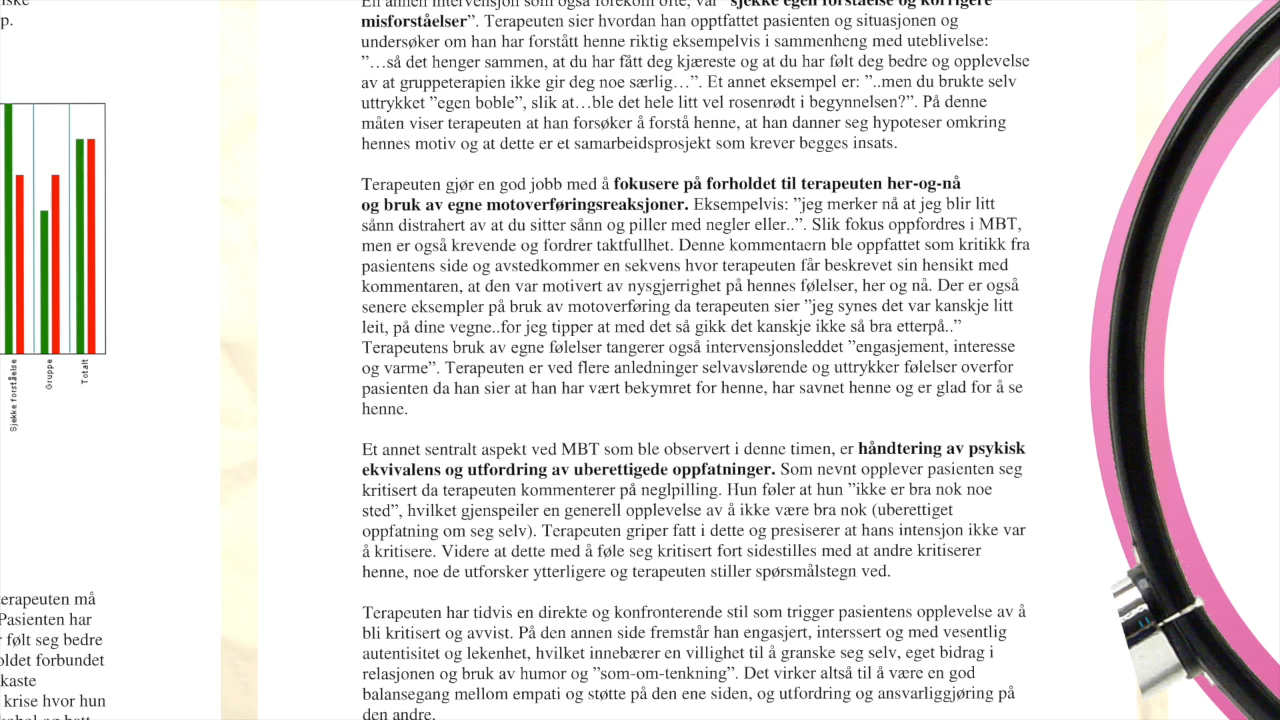 p.
Sjekke forståelse
Gruppe
Totalt
terapeuten må
Pasienten har
følt seg bedre
forbundet
kaste
krise hvor hun
En annen intervensjon som også forekom ofte, var ”sjekke egen forståelse og korrigere
misforståelser”. Terapeuten sier hvordan han opptfattet pasienten og situasjonen og
undersøker om han har forstått henne riktig eksempelvis i sammenheng med uteblivelse:
”…så det henger sammen, at du har fått deg kjæreste og at du har følt deg bedre og opplevelse
av at gruppeterapien ikke gir deg noe særlig…”. Et annet eksempel er: ”..men du brukte selv
uttrykket ”egen boble”, slik at…ble det hele litt vel rosenrødt i begynnelsen?”. På denne
måten viser terapeuten at han forsøker å forstå henne, at han danner seg hypoteser omkring
hennes motiv og at dette er et samarbeidsprosjekt som krever begges insats.
Terapeuten gjør en god jobb med å fokusere på forholdet til terapeuten her-og-nå
og bruk av egne motoverføringsreaksjoner. Eksempelvis: ”jeg merker nå at jeg blir litt
sånn distrahert av at du sitter sånn og piller med negler eller..”. Slik fokus oppfordres i MBT,
men er også krevende og fordrer taktfullhet. Denne kommentaern ble oppfattet som kritikk fra
pasientens side og avstedkommer en sekvens hvor terapeuten får beskrevet sin hensikt med
kommentaren, at den var motivert av nysgjerrighet på hennes følelser, her og nå. Der er også
senere eksempler på bruk av motoverføring da terapeuten sier ”jeg synes det var kanskje litt
leit, på dine vegne..for jeg tipper at med det så gikk det kanskje ikke så bra etterpå..”
Terapeutens bruk av egne følelser tangerer også intervensjonsleddet ”engasjement, interesse
og varme”. Terapeuten er ved flere anledninger selvavslørende og uttrykker følelser overfor
pasienten da han sier at han har vært bekymret for henne, har savnet henne og er glad for å se
henne.
Et annet sentralt aspekt ved MBT som ble observert i denne timen, er håndtering av psykisk
ekvivalens og utfordring av uberettigede oppfatninger. Som nevnt opplever pasienten seg
kritisert da terapeuten kommenterer på neglpilling. Hun føler at hun ”ikke er bra nok noe
sted”, hvilket gjenspeiler en generell opplevelse av å ikke være bra nok (uberettiget
oppfatning om seg selv). Terapeuten griper fatt i dette og presiserer at hans intensjon ikke var
å kritisere. Videre at dette med å føle seg kritisert fort sidestilles med at andre kritiserer
henne, noe de utforsker ytterligere og terapeuten stiller spørsmålstegn ved.
Terapeuten har tidvis en direkte og konfronterende stil som trigger pasientens opplevelse av å
bli kritisert og avvist. På den annen side fremstår han engasjert, interssert og med vesentlig
autentisitet og lekenhet, hvilket innebærer en villighet til å granske seg selv, eget bidrag i
relasjonen og bruk av humor og ”som-om-tenkning”. Det virker altså til å være en god
balansegang mellom empati og støtte på den ene siden, og utfordring og ansvarliggjøring på
den andre.